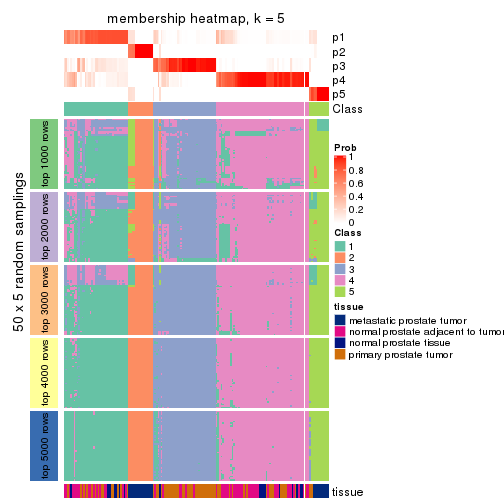 membership heatmap, k = 5
p1
p2
p3
p4
p5
Class
50 x 5 random samplings
top 1000 rows
top 2000 rows
top 3000 rows
top 4000 rows
top 5000 rows
Prob
1
0.8
0.6
0.4
0.2
0
Class
1
2
3
4
5
tissue
metastatic prostate tumor
normal prostate adjacent to tumor
normal prostate tissue
primary prostate tumor
tissue